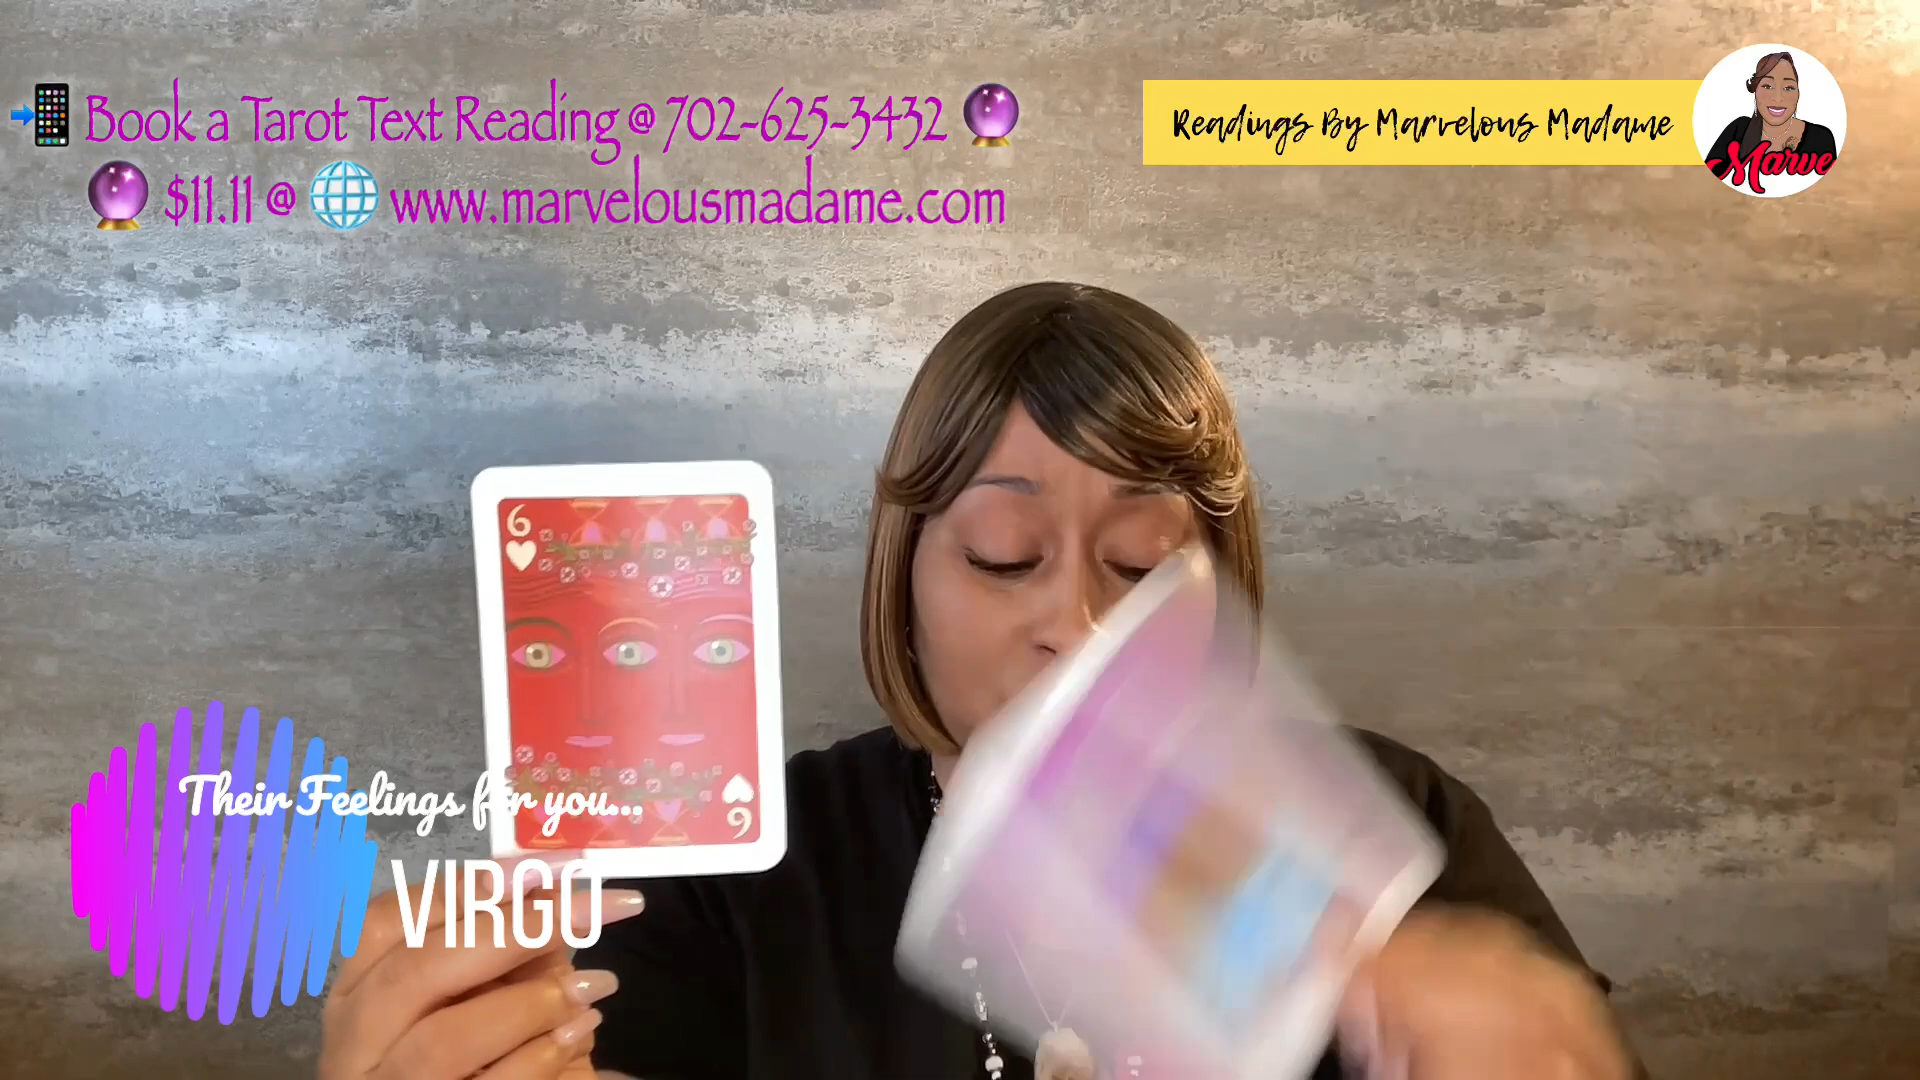 Book a Tarot Text Reading @ 702-625-3432
$11.11 @ www.marvelousmadame.com
Readings By Marvelous Madame
Marve
6
6
Their Feelings for you...
VIRGO